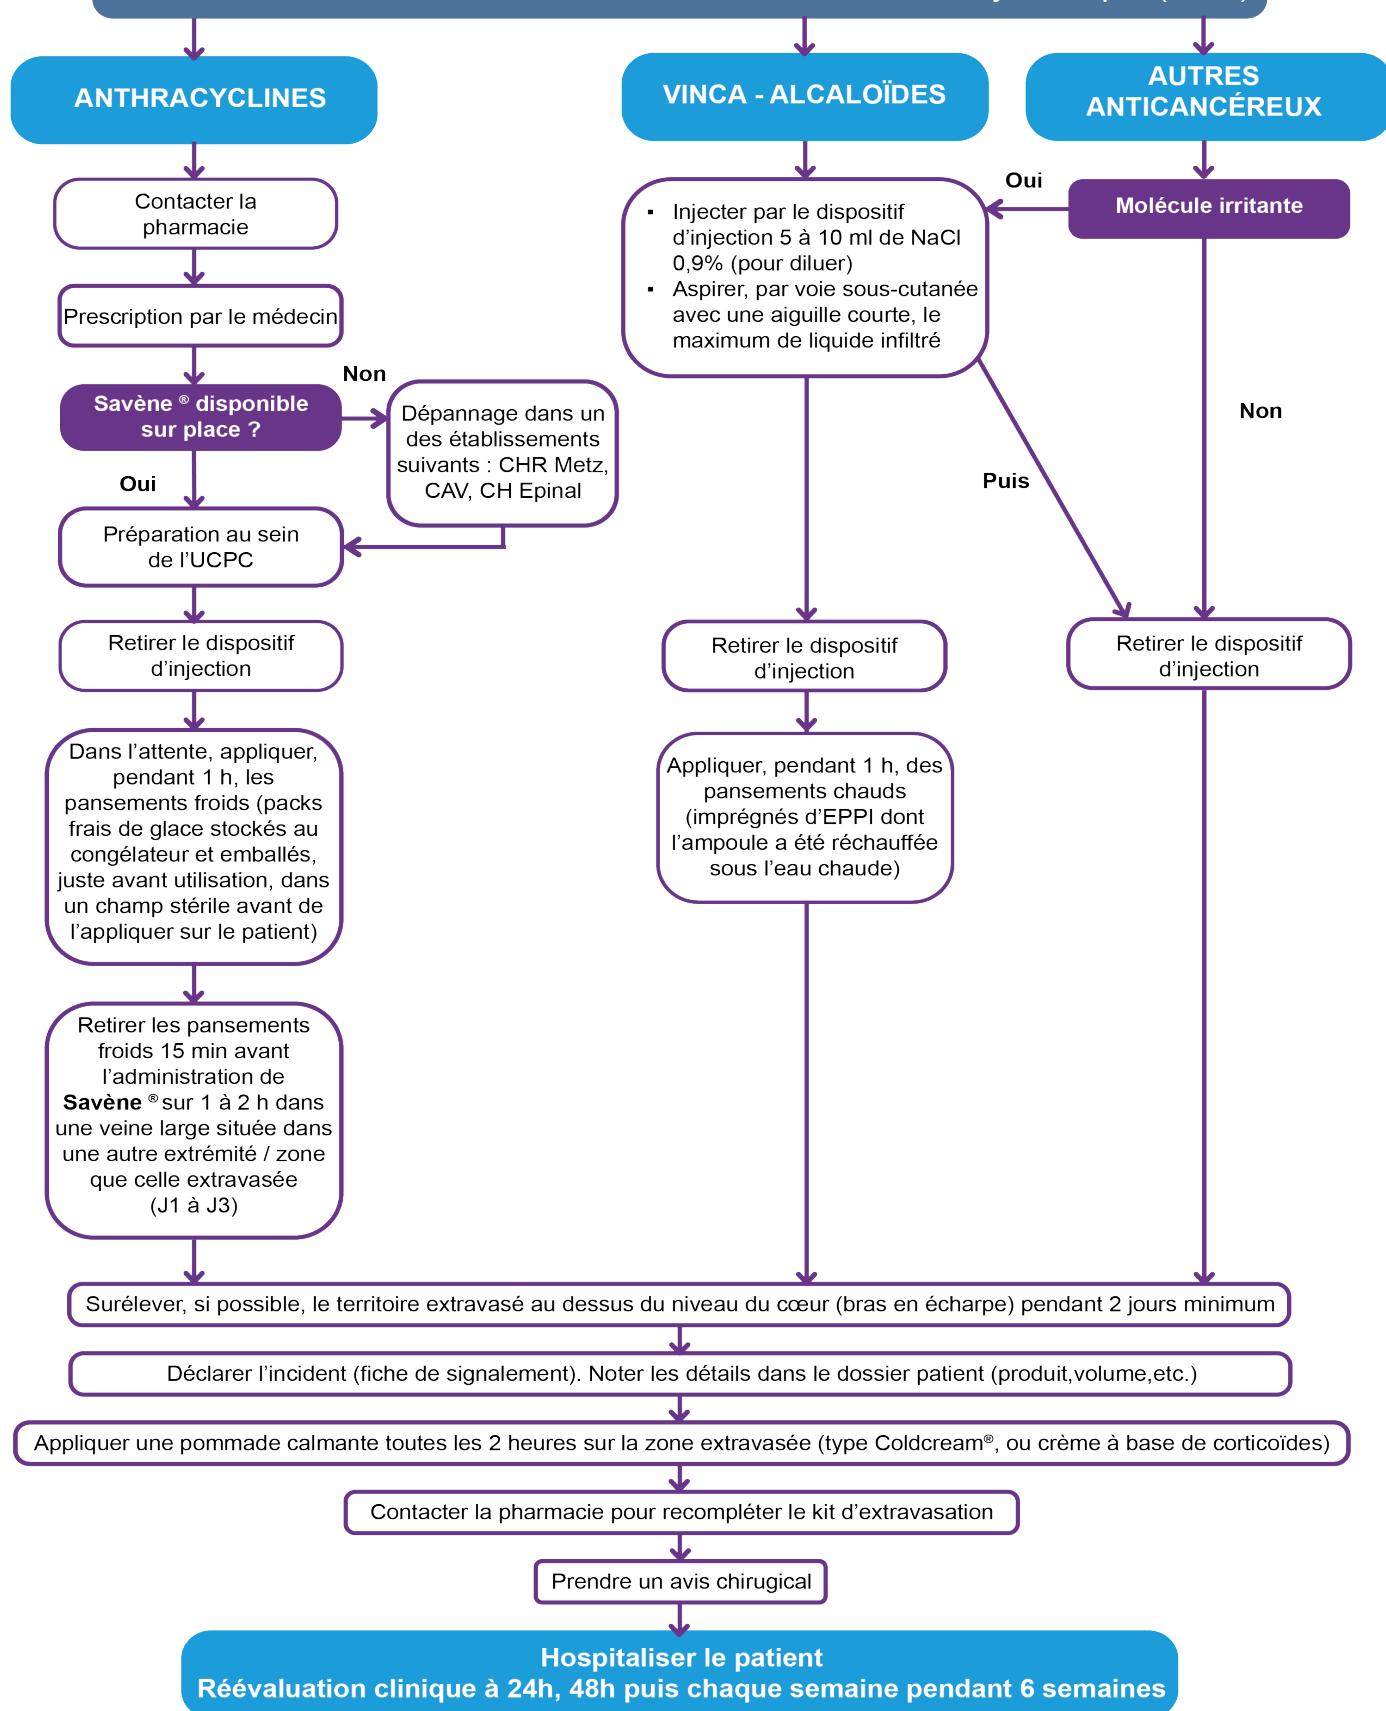 ANTHRACYCLINES
Contacter la
pharmacie
Prescription par le médecin
Savène ® disponible
sur place ?
Non
Dépannage dans un
des établissements
suivants : CHR Metz,
CAV, CH Epinal
Oui
Préparation au sein
de l’UCPC
Retirer le dispositif
d’injection
Dans l’attente, appliquer,
pendant 1 h, les
pansements froids (packs
frais de glace stockés au
congélateur et emballés,
juste avant utilisation, dans
un champ stérile avant de
l’appliquer sur le patient)
Retirer les pansements
froids 15 min avant
l’administration de
Savène ® sur 1 à 2 h dans
une veine large située dans
une autre extrémité / zone
que celle extravasée
(J1 à J3)
VINCA - ALCALOÏDES
▪ Injecter par le dispositif
d’injection 5 à 10 ml de NaCl
0,9% (pour diluer)
▪ Aspirer, par voie sous-cutanée
avec une aiguille courte, le
maximum de liquide infiltré
Retirer le dispositif
d’injection
Appliquer, pendant 1 h, des
pansements chauds
(imprégnés d’EPPI dont
l’ampoule a été réchauffée
sous l’eau chaude)
AUTRES
ANTICANCÉREUX
Oui
Molécule irritante
Non
Puis
Retirer le dispositif
d’injection
Surélever, si possible, le territoire extravasé au dessus du niveau du cœur (bras en écharpe) pendant 2 jours minimum
Déclarer l’incident (fiche de signalement). Noter les détails dans le dossier patient (produit,volume,etc.)
Appliquer une pommade calmante toutes les 2 heures sur la zone extravasée (type Coldcream®, ou crème à base de corticoïdes)
Contacter la pharmacie pour recompléter le kit d’extravasation
Prendre un avis chirugical
Hospitaliser le patient
Réévaluation clinique à 24h, 48h puis chaque semaine pendant 6 semaines